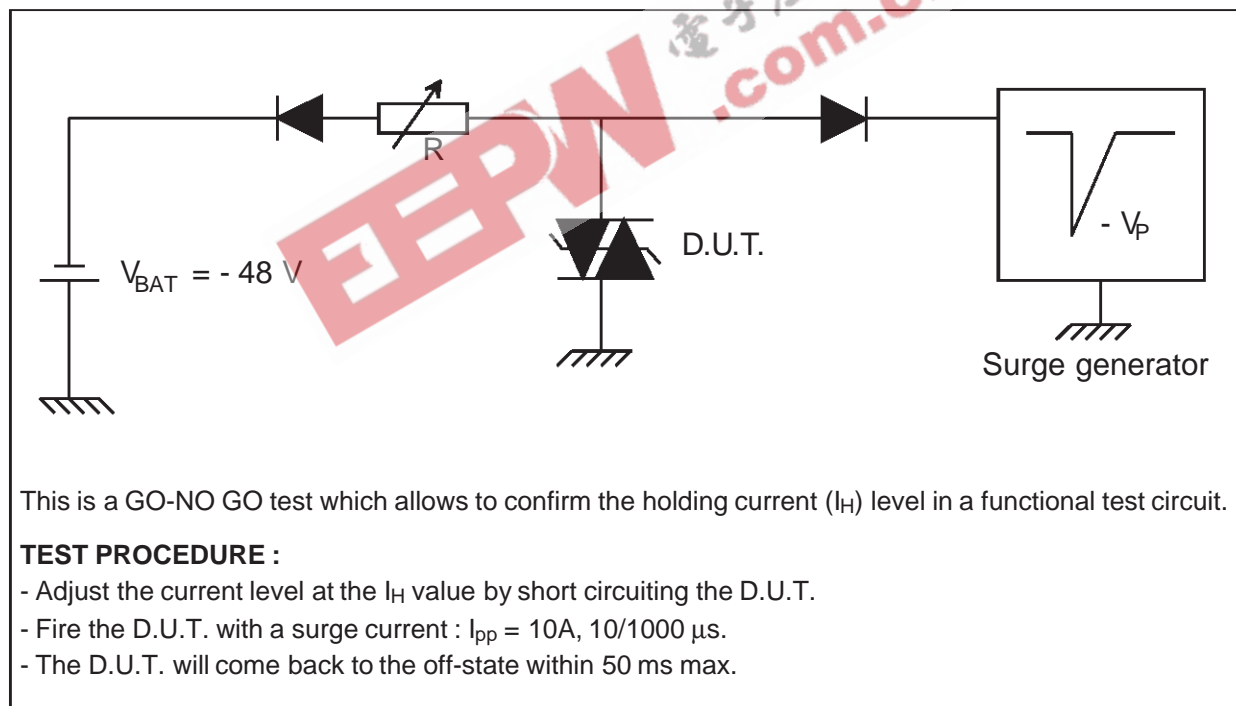 EEPW
.com.c
R
V_BAT = - 48 V
D.U.T.
- V_P
Surge generator
This is a GO-NO GO test which allows to confirm the holding current (I_H) level in a functional test circuit.
TEST PROCEDURE :
- Adjust the current level at the I_H value by short circuiting the D.U.T.
- Fire the D.U.T. with a surge current : I_pp = 10A, 10/1000 μs.
- The D.U.T. will come back to the off-state within 50 ms max.